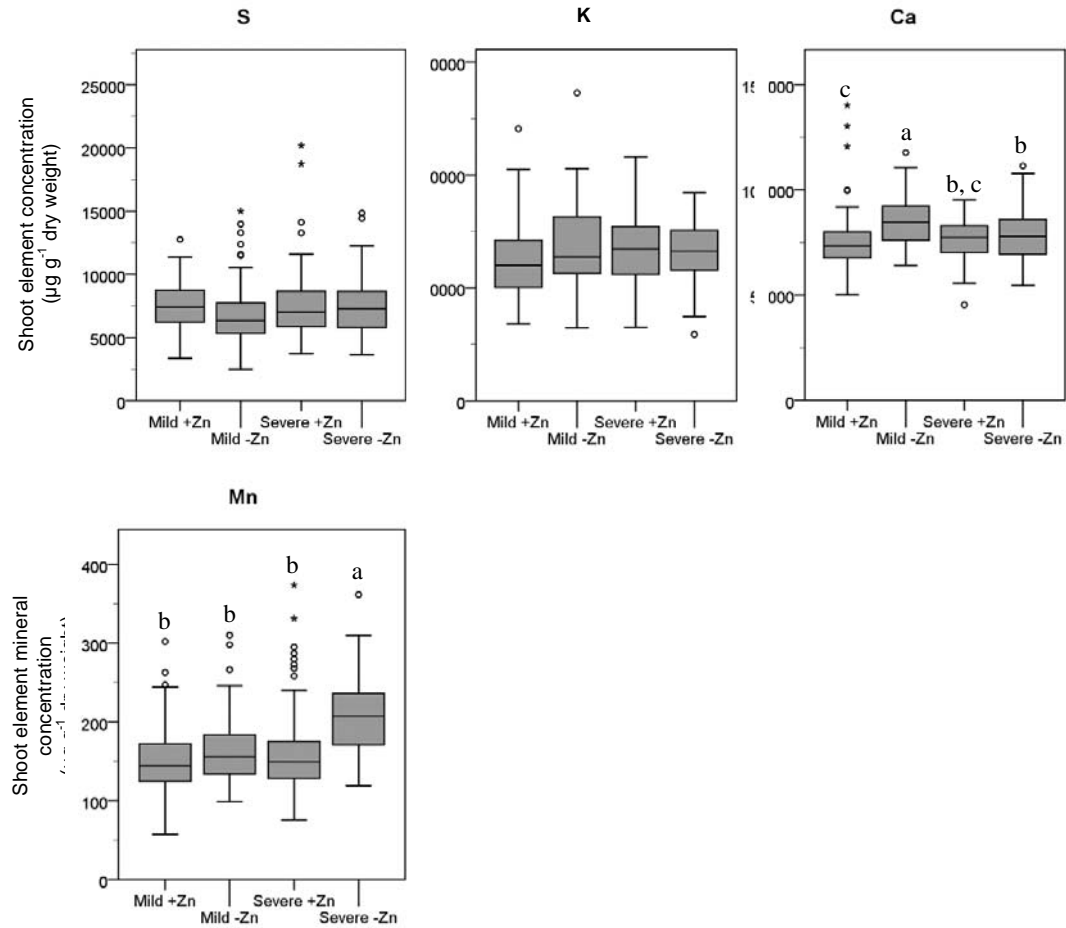 S
K
Ca
Shoot element concentration
(µg g⁻¹ dry weight)
25000
20000
15000
10000
5000
0
Mild +Zn
Mild -Zn
Severe +Zn
Severe -Zn
0000
0000
0000
0
Mild +Zn
Mild -Zn
Severe +Zn
Severe -Zn
000
000
000
0
c
a
b, c
b
Mild +Zn
Mild -Zn
Severe +Zn
Severe -Zn
Mn
Shoot element mineral
concentration
400
300
200
100
0
b
b
b
a
Mild +Zn
Mild -Zn
Severe +Zn
Severe -Zn